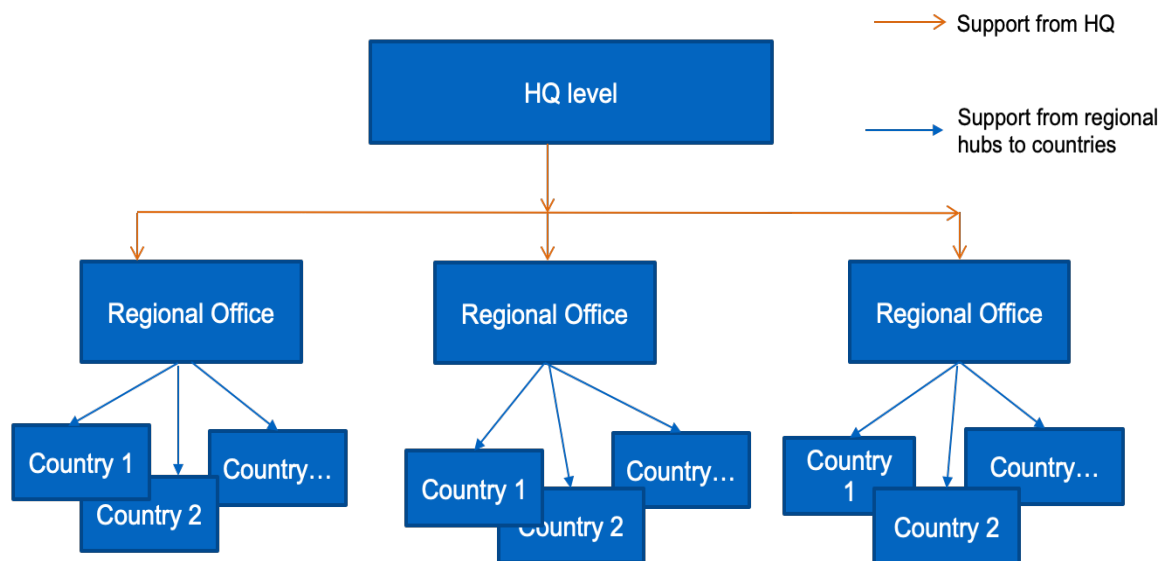 Support from HQ
HQ level
Support from regional
hubs to countries
Regional Office
Regional Office
Regional Office
Country 1
Country 2
Country…
Country 1
Country 2
Country…
Country
1
Country 2
Country…